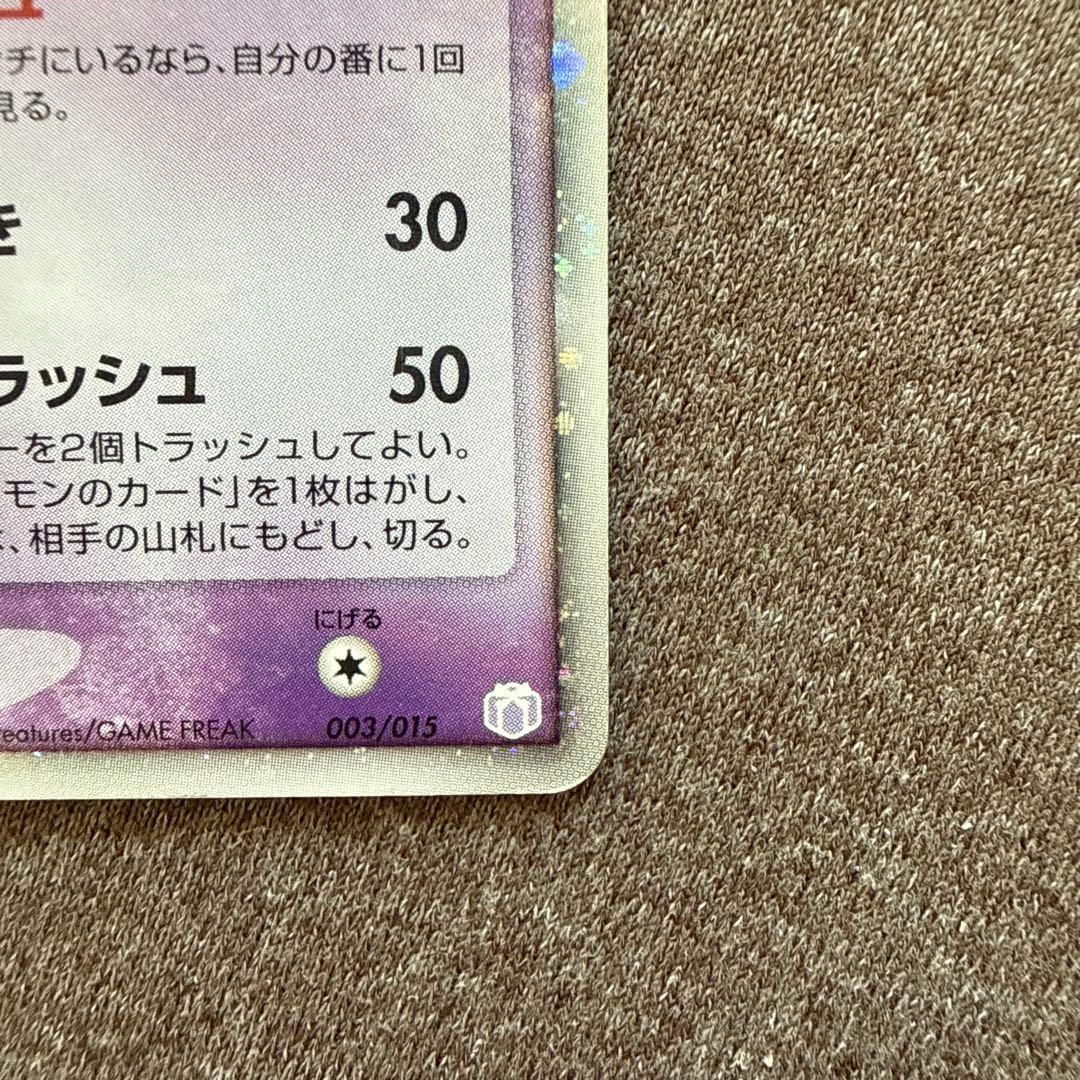 チにいるなら、自分の番に1回
見る。
き 30
ラッシュ 50
ーを2個トラッシュしてよい。
モンのカード」を1枚はがし、
、相手の山札にもどし、切る。
にげる
eatures/GAME FREAK 003/015